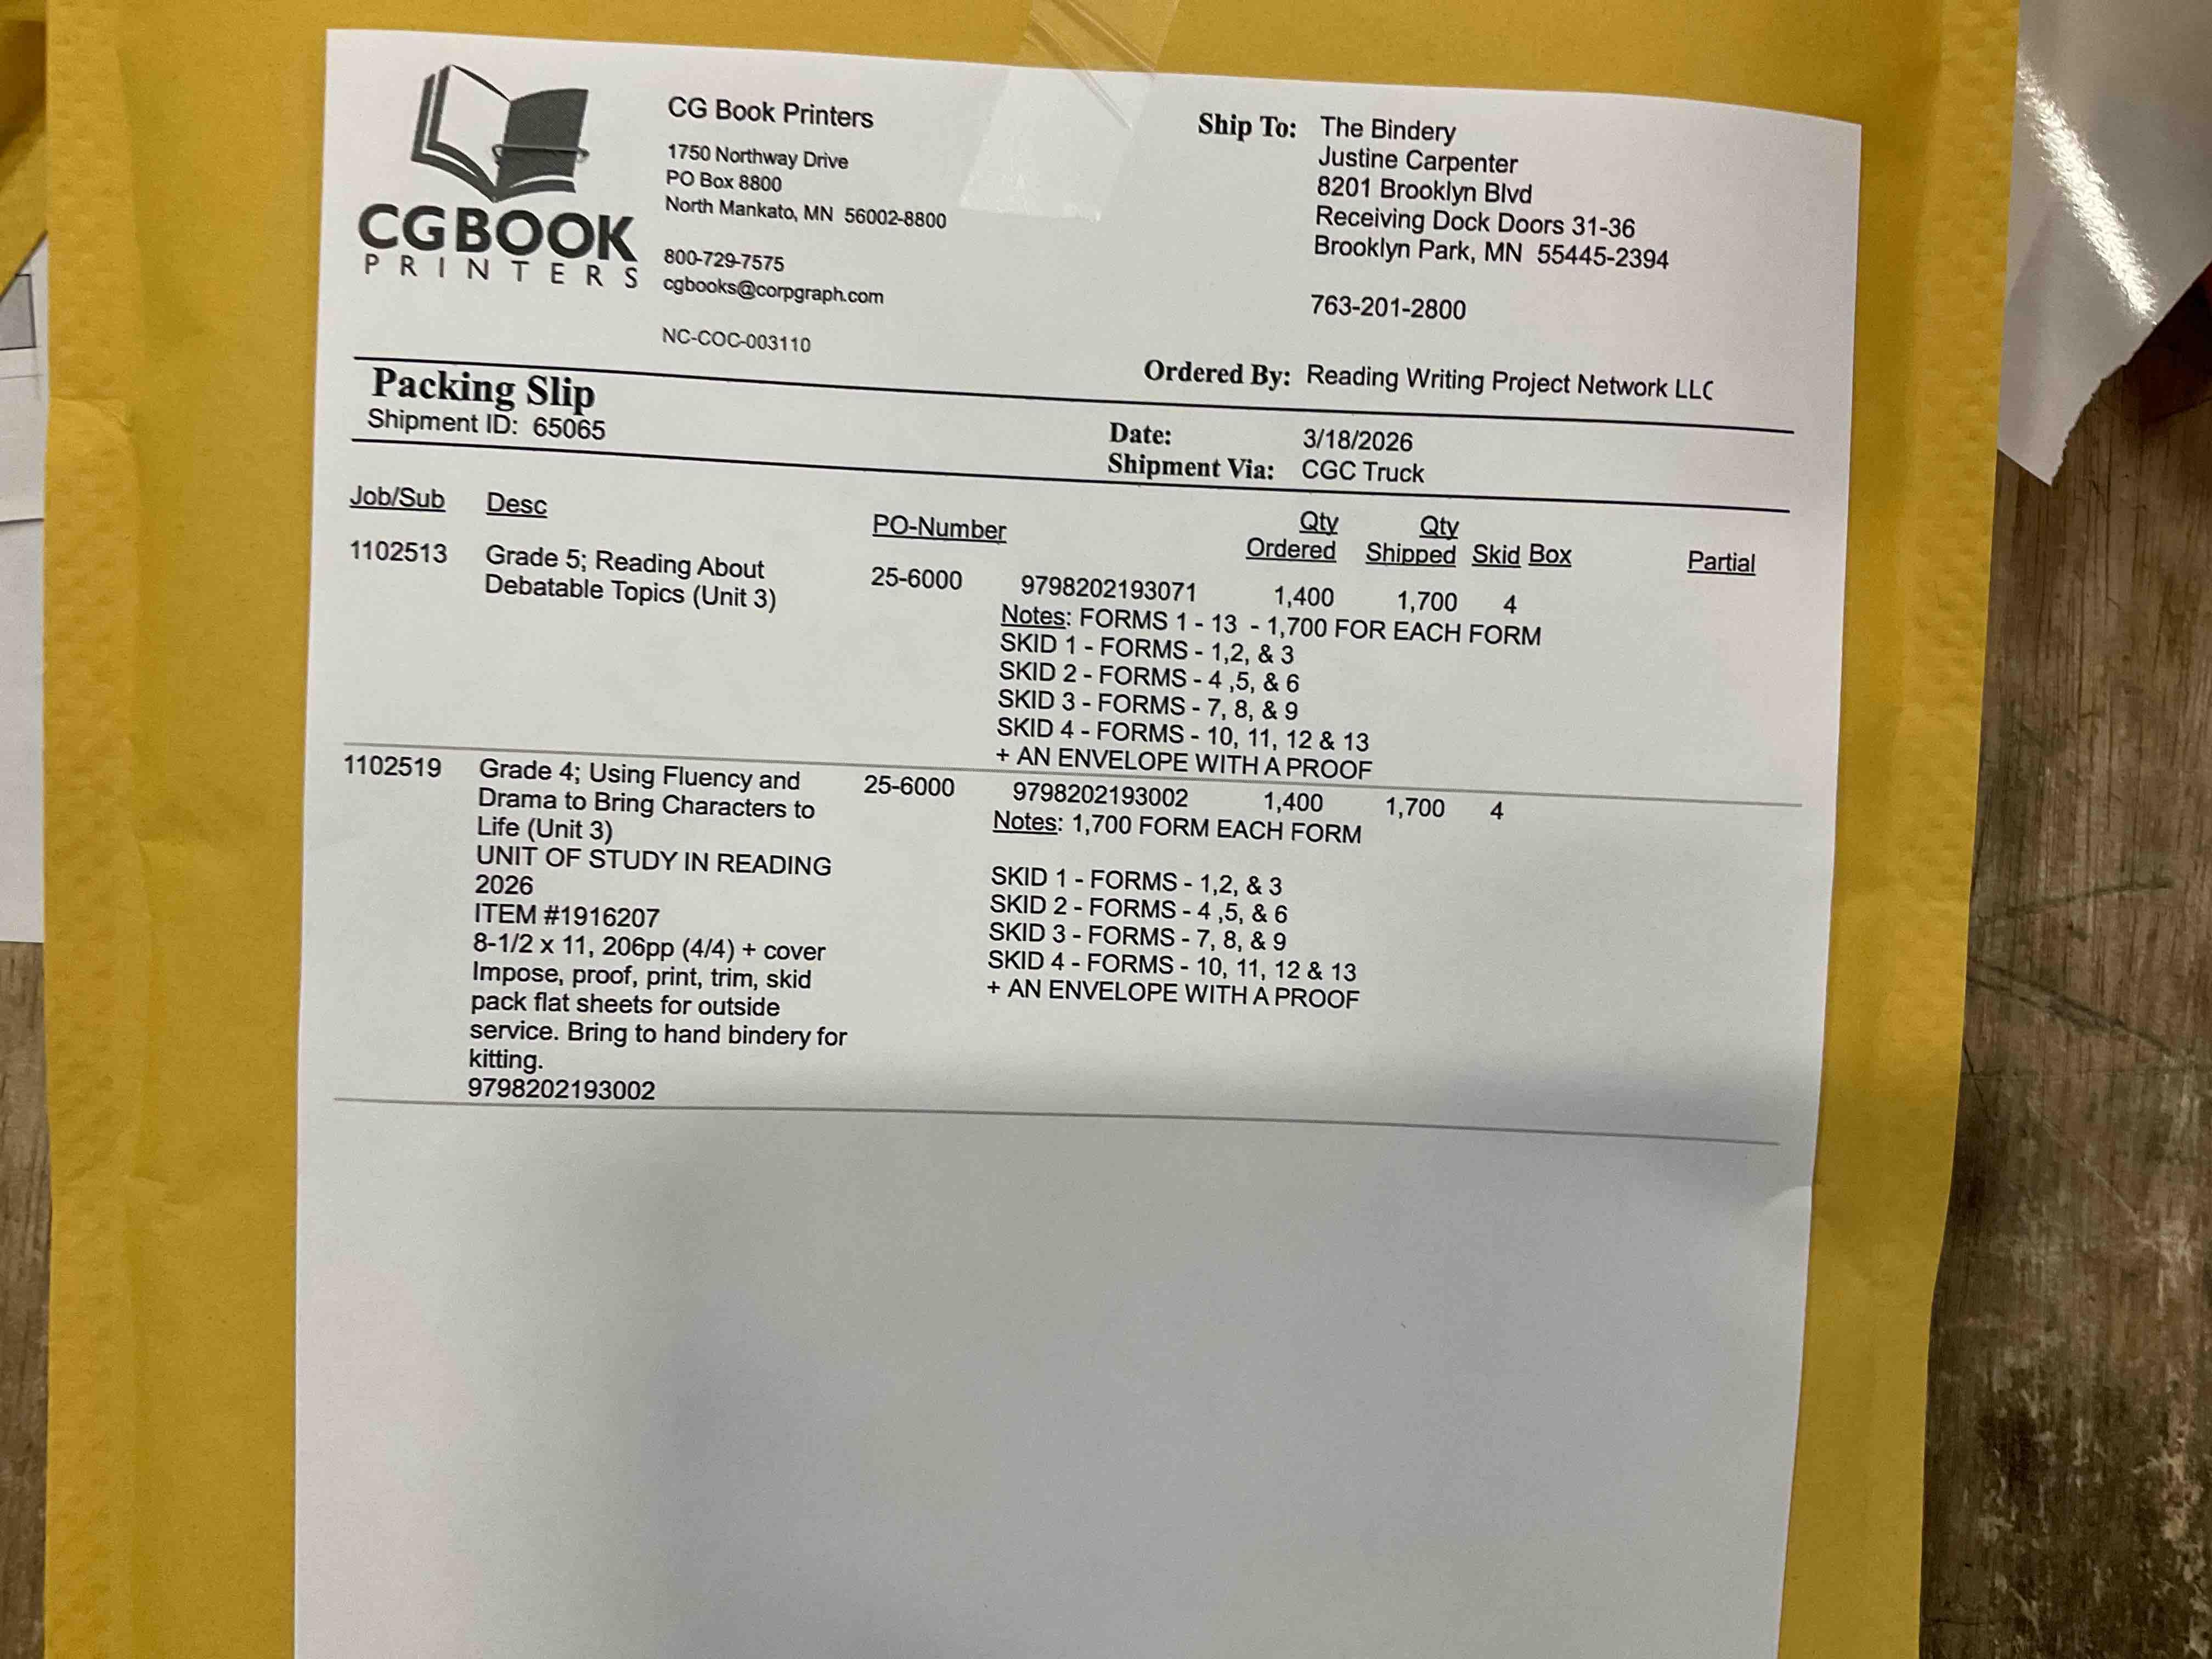 CGBOOK
PRINTERS
CG Book Printers
1750 Northway Drive
PO Box 8800
North Mankato, MN 56002-8800
800-729-7575
cgbooks@corpgraph.com
NC-COC-003110
Ship To: The Bindery
Justine Carpenter
8201 Brooklyn Blvd
Receiving Dock Doors 31-36
Brooklyn Park, MN 55445-2394
763-201-2800
Ordered By: Reading Writing Project Network LLC
Packing Slip
Shipment ID: 65065
Date: 3/18/2026
Shipment Via: CGC Truck
Job/Sub Desc PO-Number Qty Ordered Qty Shipped Skid Box Partial
1102513 Grade 5; Reading About 25-6000 9798202193071 1,400 1,700 4
Debatable Topics (Unit 3)
Notes: FORMS 1 - 13 - 1,700 FOR EACH FORM
SKID 1 - FORMS - 1,2, & 3
SKID 2 - FORMS - 4 ,5, & 6
SKID 3 - FORMS - 7, 8, & 9
SKID 4 - FORMS - 10, 11, 12 & 13
+ AN ENVELOPE WITH A PROOF
1102519 Grade 4; Using Fluency and 25-6000 9798202193002 1,400 1,700 4
Drama to Bring Characters to
Life (Unit 3)
UNIT OF STUDY IN READING
2026
ITEM #1916207
8-1/2 x 11, 206pp (4/4) + cover
Impose, proof, print, trim, skid
pack flat sheets for outside
service. Bring to hand bindery for
kitting.
9798202193002
Notes: 1,700 FORM EACH FORM
SKID 1 - FORMS - 1,2, & 3
SKID 2 - FORMS - 4 ,5, & 6
SKID 3 - FORMS - 7, 8, & 9
SKID 4 - FORMS - 10, 11, 12 & 13
+ AN ENVELOPE WITH A PROOF